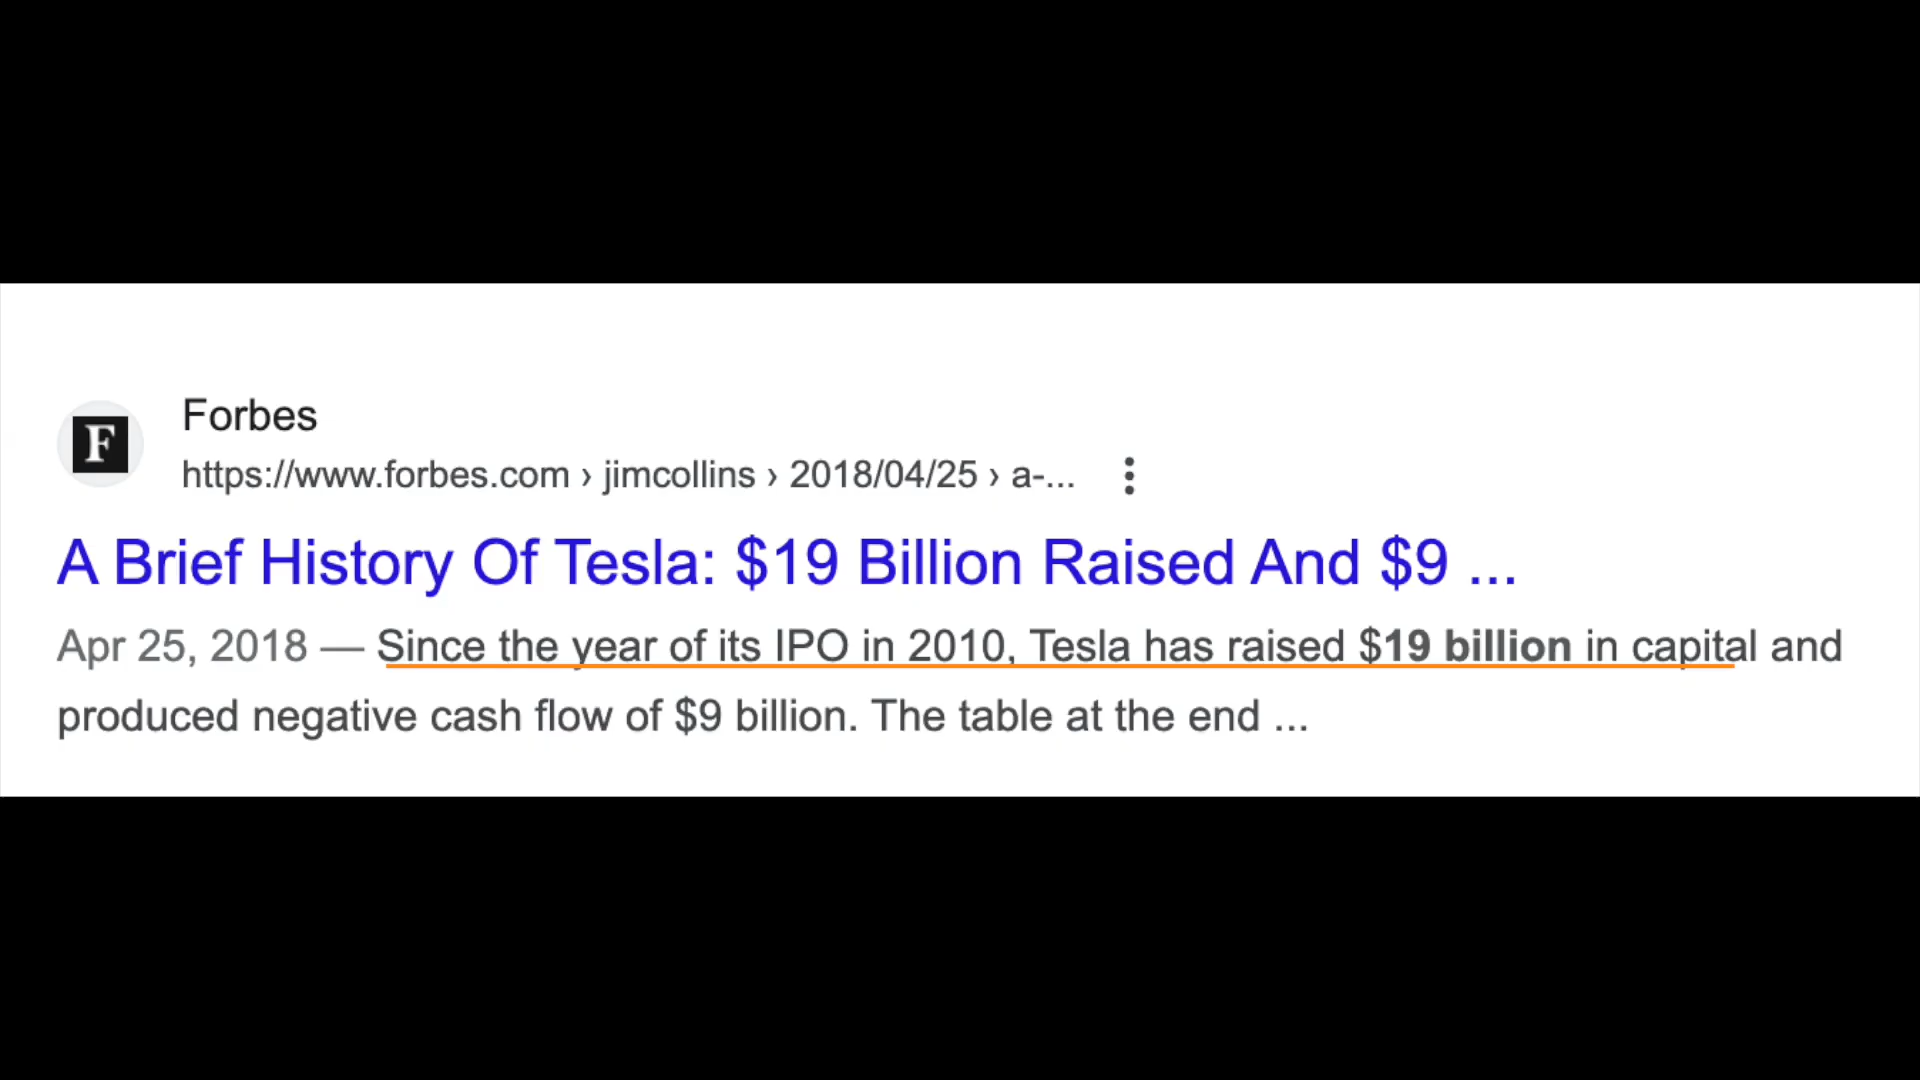 F
Forbes
https://www.forbes.com › jimcollins › 2018/04/25 › a-...
A Brief History Of Tesla: $19 Billion Raised And $9 ...
Apr 25, 2018 — Since the year of its IPO in 2010, Tesla has raised $19 billion in capital and
produced negative cash flow of $9 billion. The table at the end ...